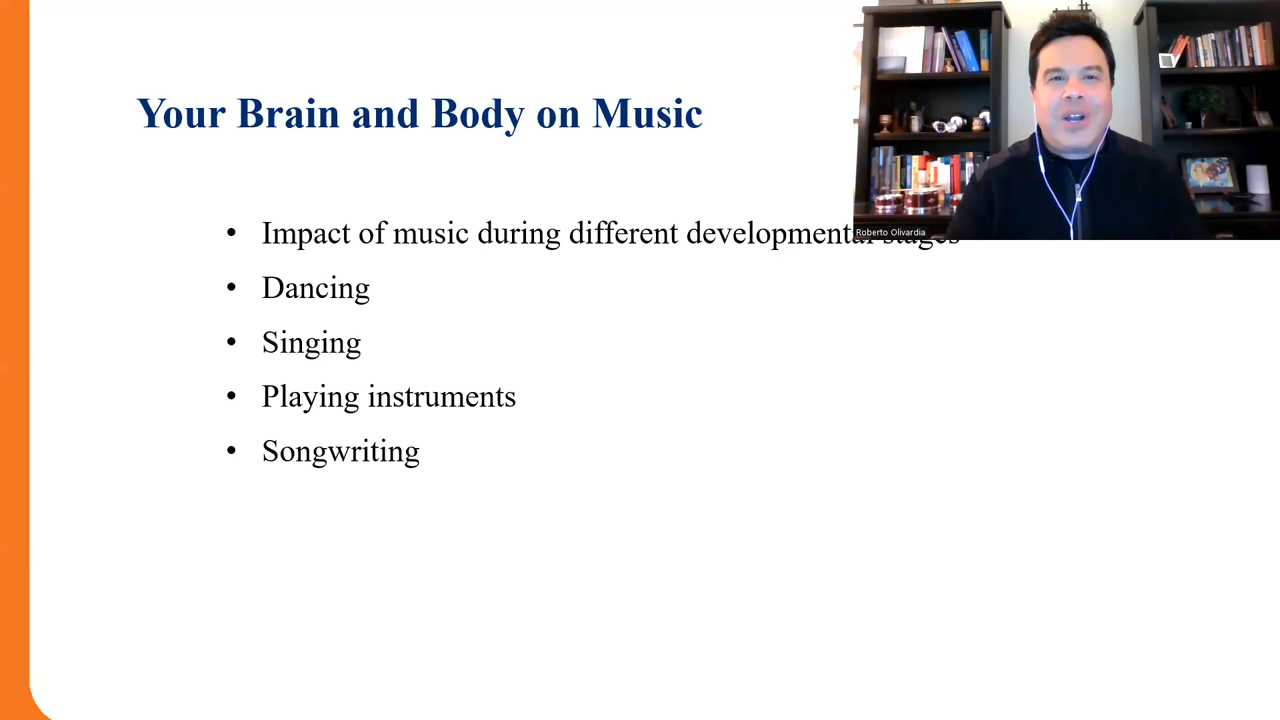 Your Brain and Body on Music
Roberto Olivardia
• Impact of music during different developmental stages
• Dancing
• Singing
• Playing instruments
• Songwriting